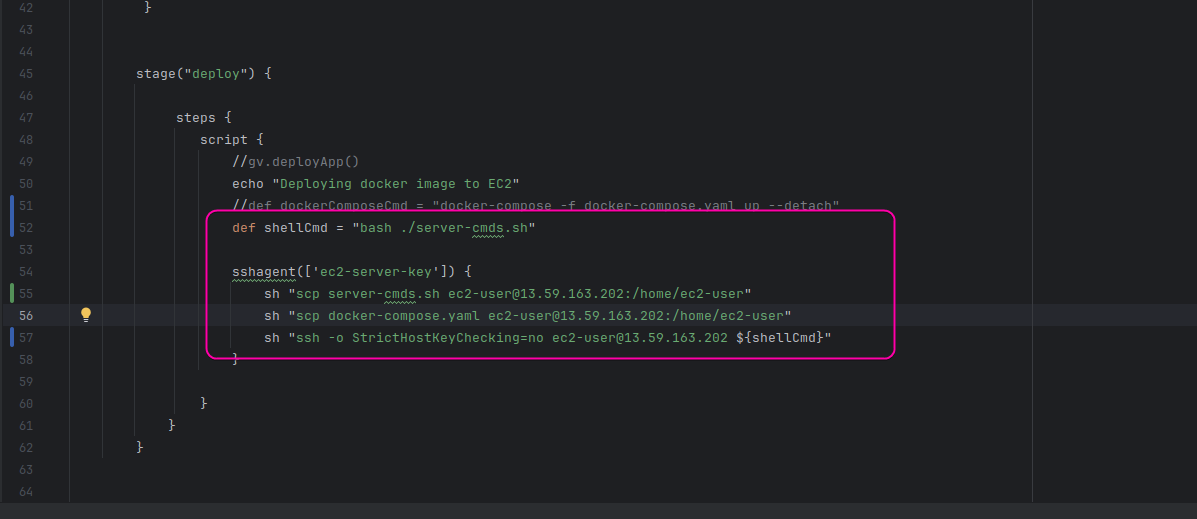 42 }
43
44
45 stage("deploy") {
46
47 steps {
48 script {
49 //gv.deployApp()
50 echo "Deploying docker image to EC2"
51 //def dockerComposeCmd = "docker-compose -f docker-compose.yaml up --detach"
52 def shellCmd = "bash ./server-cmds.sh"
53
54 sshagent(['ec2-server-key']) {
55 sh "scp server-cmds.sh ec2-user@13.59.163.202:/home/ec2-user"
56 sh "scp docker-compose.yaml ec2-user@13.59.163.202:/home/ec2-user"
57 sh "ssh -o StrictHostKeyChecking=no ec2-user@13.59.163.202 ${shellCmd}"
58 }
59
60 }
61 }
62 }
63
64